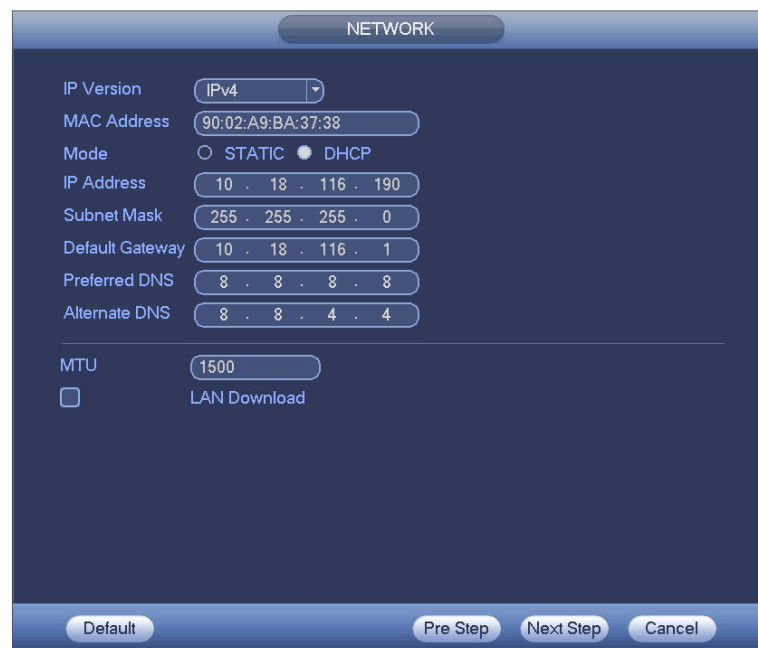 NETWORK
IP Version IPv4
MAC Address 90:02:A9:BA:37:38
Mode STATIC DHCP
IP Address 10 . 18 . 116 . 190
Subnet Mask 255 . 255 . 255 . 0
Default Gateway 10 . 18 . 116 . 1
Preferred DNS 8 . 8 . 8 . 8
Alternate DNS 8 . 8 . 4 . 4
MTU 1500
LAN Download
Default Pre Step Next Step Cancel